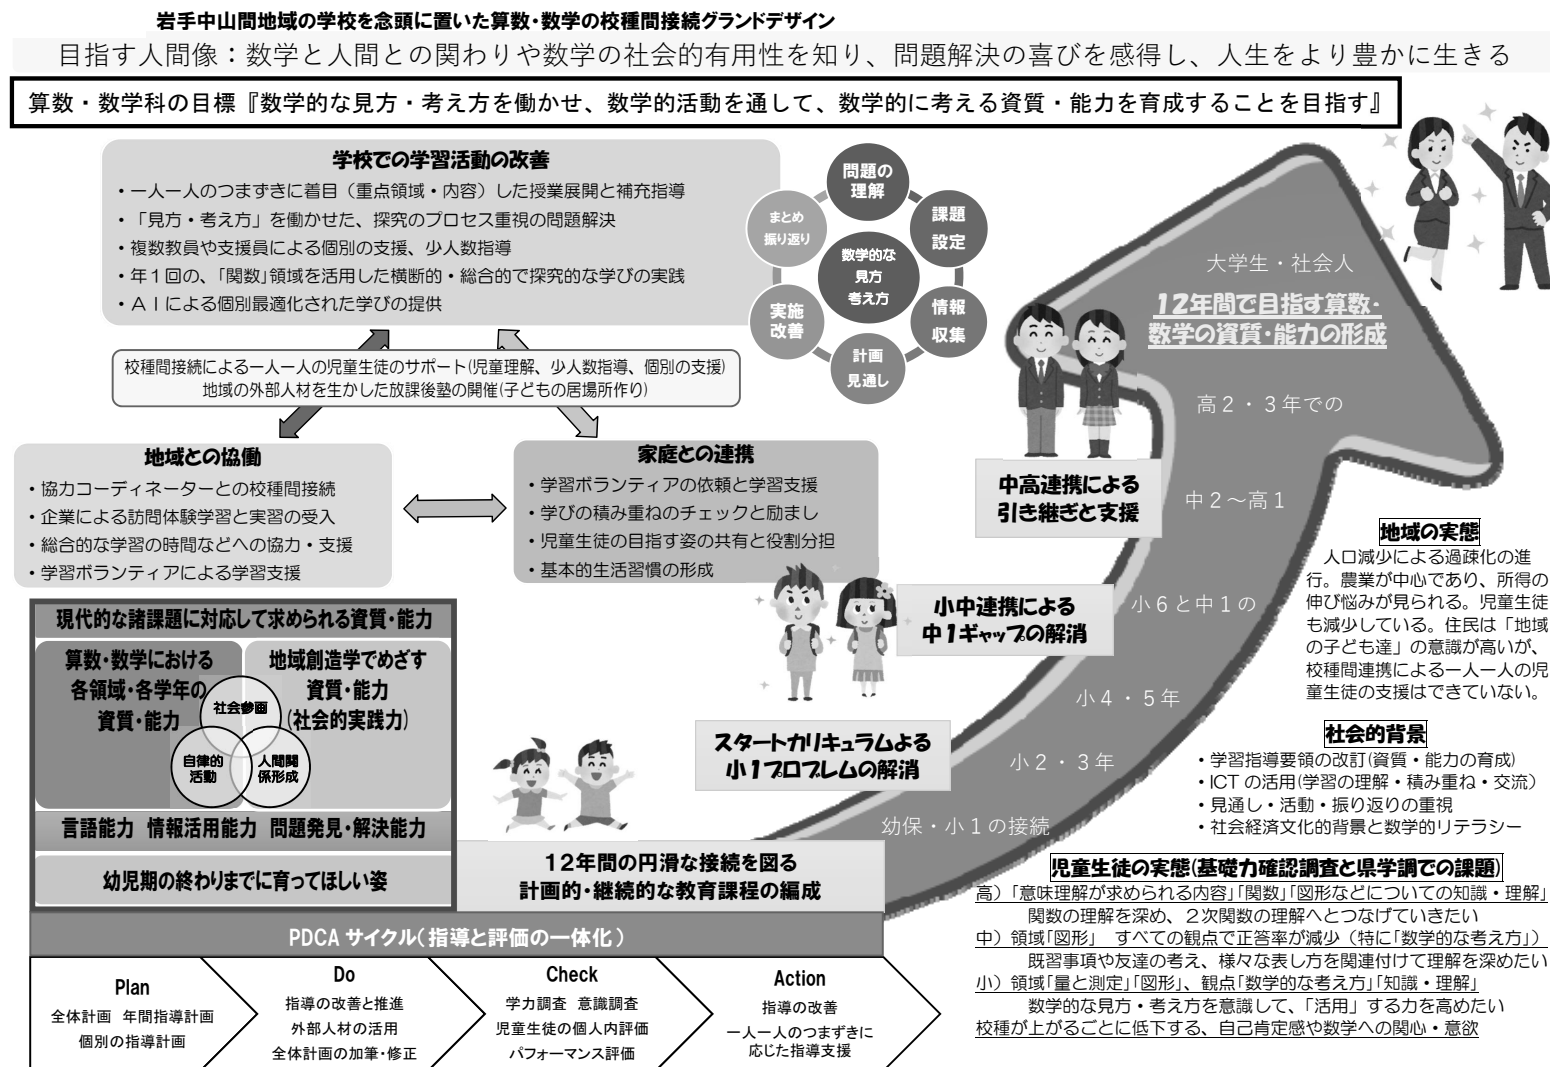 岩手中山間地域の学校を念頭に置いた算数・数学の校種間接続グランドデザイン
目指す人間像：数学と人間との関わりや数学の社会的有用性を知り、問題解決の喜びを感得し、人生をより豊かに生きる
算数・数学科の目標『数学的な見方・考え方を働かせ、数学的活動を通して、数学的に考える資質・能力を育成することを目指す』
学校での学習活動の改善
・一人一人のつまずきに着目（重点領域・内容）した授業展開と補充指導
・「見方・考え方」を働かせた、探究のプロセス重視の問題解決
・複数教員や支援員による個別の支援、少人数指導
・年１回の、「関数」領域を活用した横断的・総合的で探究的な学びの実践
・ＡＩによる個別最適化された学びの提供
問題の
理解
課題
設定
情報
収集
計画
見通し
実施
改善
まとめ
振り返り
数学的な
見方
考え方
校種間接続による一人一人の児童生徒のサポート(児童理解、少人数指導、個別の支援)
地域の外部人材を生かした放課後塾の開催(子どもの居場所作り)
地域との協働
・協力コーディネーターとの校種間接続
・企業による訪問体験学習と実習の受入
・総合的な学習の時間などへの協力・支援
・学習ボランティアによる学習支援
家庭との連携
・学習ボランティアの依頼と学習支援
・学びの積み重ねのチェックと励まし
・児童生徒の目指す姿の共有と役割分担
・基本的生活習慣の形成
大学生・社会人
12年間で目指す算数・
数学の資質・能力の形成
高２・３年での
中２～高１
小６と中１の
小４・５年
小２・３年
幼保・小１の接続
中高連携による
引き継ぎと支援
小中連携による
中１ギャップの解消
スタートカリキュラムよる
小１プロブレムの解消
12年間の円滑な接続を図る
計画的・継続的な教育課程の編成
現代的な諸課題に対応して求められる資質・能力
算数・数学における
各領域・各学年の
資質・能力
地域創造学でめざす
資質・能力
(社会的実践力)
社会参画
自律的
活動
人間関
係形成
言語能力 情報活用能力 問題発見・解決能力
幼児期の終わりまでに育ってほしい姿
PDCA サイクル（指導と評価の一体化）
Plan
全体計画 年間指導計画
個別の指導計画
Do
指導の改善と推進
外部人材の活用
全体計画の加筆・修正
Check
学力調査 意識調査
児童生徒の個人内評価
パフォーマンス評価
Action
指導の改善
一人一人のつまずきに
応じた指導支援
地域の実態
人口減少による過疎化の進
行。農業が中心であり、所得の
伸び悩みが見られる。児童生徒
も減少している。住民は「地域
の子ども達」の意識が高いが、
校種間連携による一人一人の児
童生徒の支援はできていない。
社会的背景
・学習指導要領の改訂(資質・能力の育成)
・ICT の活用(学習の理解・積み重ね・交流)
・見通し・活動・振り返りの重視
・社会経済文化的背景と数学的リテラシー
児童生徒の実態(基礎力確認調査と県学調での課題)
高）「意味理解が求められる内容」「関数」「図形などについての知識・理解」
関数の理解を深め、２次関数の理解へとつなげていきたい
中）領域「図形」 すべての観点で正答率が減少（特に「数学的な考え方」）
既習事項や友達の考え、様々な表し方を関連付けて理解を深めたい
小）領域「量と測定」「図形」、観点「数学的な考え方」「知識・理解」
数学的な見方・考え方を意識して、「活用」する力を高めたい
校種が上がるごとに低下する、自己肯定感や数学への関心・意欲